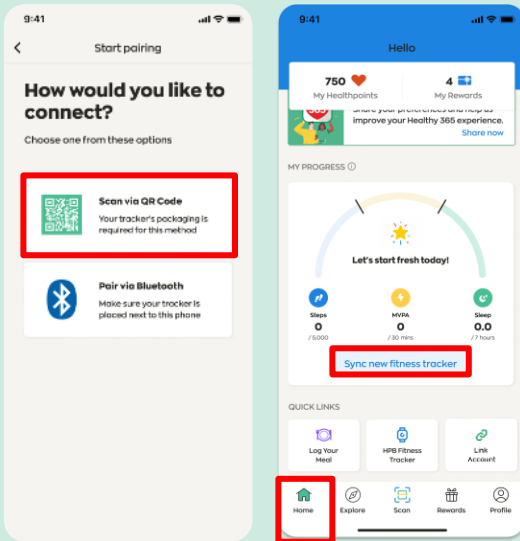 9:41
Start pairing
How would you like to
connect?
Choose one from these options
Scan via QR Code
Your tracker's packaging is
required for this method
Pair via Bluetooth
Make sure your tracker is
placed next to this phone
9:41
Hello
750
My Healthpoints
4
My Rewards
share your preferences and help us
improve your Healthy 365 experience.
Share now
MY PROGRESS
Let's start fresh today!
Steps
0
/ 5,000
MVPA
0
/ 30 mins
Sleep
0.0
/ 7 hours
Sync new fitness tracker
QUICK LINKS
Log Your
Meal
HPB Fitness
Tracker
Link
Account
Home
Explore
Scan
Rewards
Profile